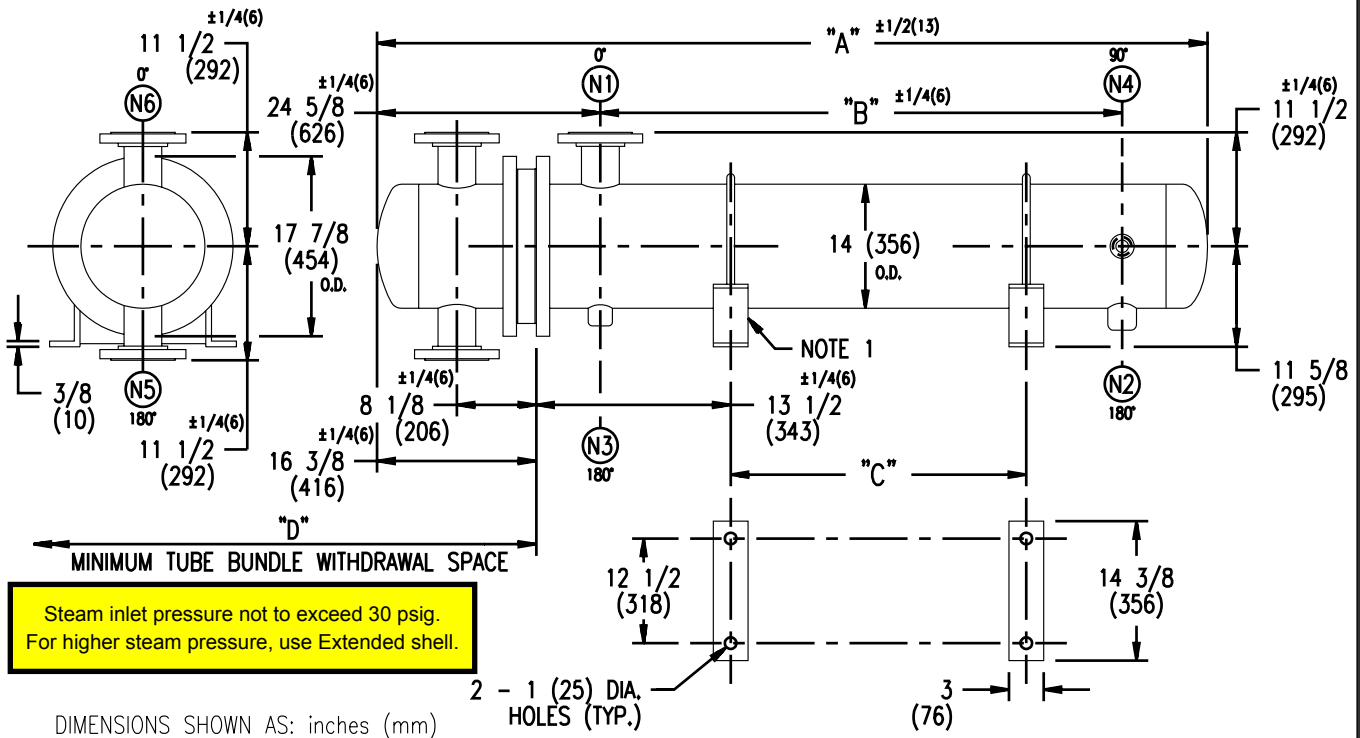 ±1/4(6)
11 1/2
(292)
0°
N6
17 7/8
(454)
O.D.
3/8
(10)
N5
180°
±1/4(6)
11 1/2
(292)
"A" ±1/2(13)
±1/4(6)
24 5/8
(626)
0°
N1
"B" ±1/4(6)
90°
N4
±1/4(6)
11 1/2
(292)
14 (356)
O.D.
NOTE 1
11 5/8
(295)
±1/4(6)
8 1/8
(206)
±1/4(6)
13 1/2
(343)
N3
180°
N2
180°
±1/4(6)
16 3/8
(416)
"C"
"D"
MINIMUM TUBE BUNDLE WITHDRAWAL SPACE
Steam inlet pressure not to exceed 30 psig.
For higher steam pressure, use Extended shell.
12 1/2
(318)
14 3/8
(356)
2 - 1 (25) DIA.
HOLES (TYP.)
3
(76)
DIMENSIONS SHOWN AS: inches (mm)